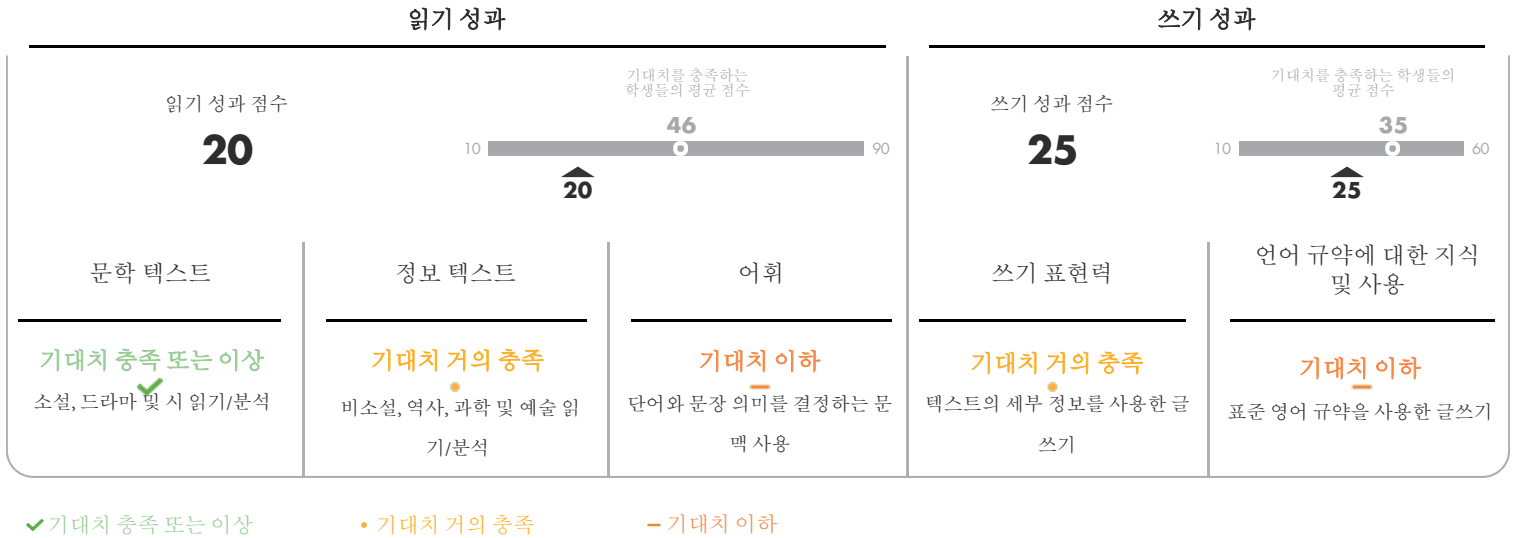 읽기 성과
읽기 성과 점수
20
기대치를 충족하는
학생들의 평균 점수
46
10
90
20
문학 텍스트
기대치 충족 또는 이상
소설, 드라마 및 시 읽기/분석
정보 텍스트
기대치 거의 충족
비소설, 역사, 과학 및 예술 읽
기/분석
어휘
기대치 이하
단어와 문장 의미를 결정하는 문
맥 사용
쓰기 성과
쓰기 성과 점수
25
기대치를 충족하는 학생들의
평균 점수
35
10
60
25
쓰기 표현력
기대치 거의 충족
텍스트의 세부 정보를 사용한 글
쓰기
언어 규약에 대한 지식
및 사용
기대치 이하
표준 영어 규약을 사용한 글쓰기
기대치 충족 또는 이상
기대치 거의 충족
기대치 이하